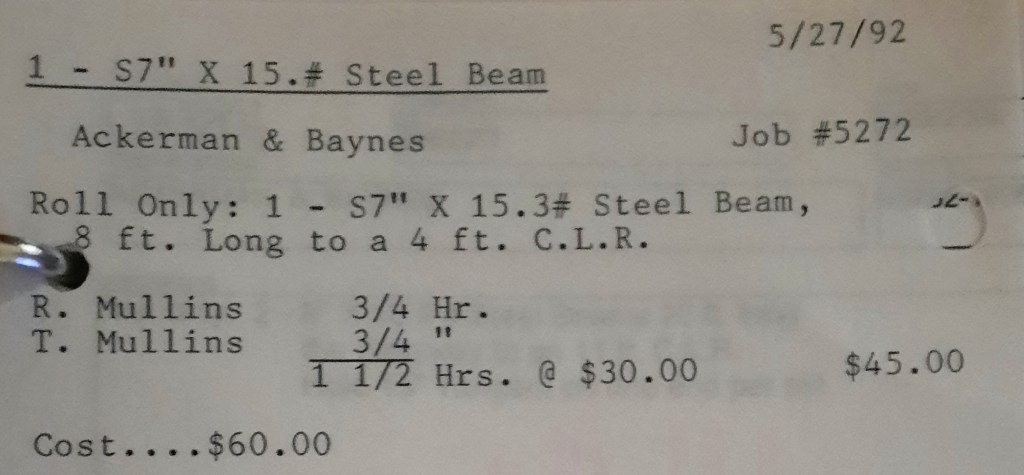 5/27/92
1 - S7" X 15.# Steel Beam
Ackerman & Baynes Job #5272
Roll Only: 1 - S7" X 15.3# Steel Beam,
8 ft. Long to a 4 ft. C.L.R.
R. Mullins 3/4 Hr.
T. Mullins 3/4 "
1 1/2 Hrs. @ $30.00 $45.00
Cost....$60.00